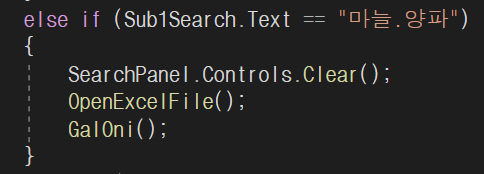 else if (Sub1Search.Text == "마늘.양파")
{
SearchPanel.Controls.Clear();
OpenExcelFile();
GalOni();
}